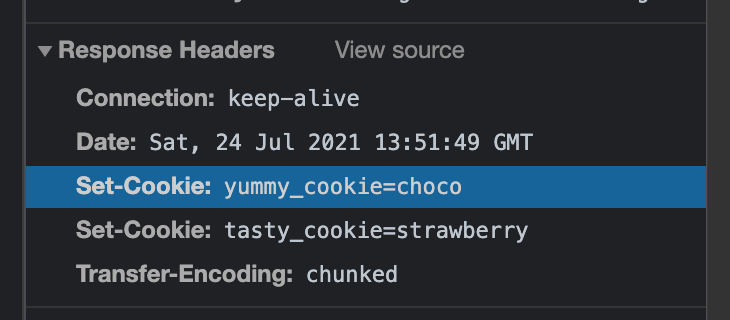 Response Headers View source
Connection: keep-alive
Date: Sat, 24 Jul 2021 13:51:49 GMT
Set-Cookie: yummy_cookie=choco
Set-Cookie: tasty_cookie=strawberry
Transfer-Encoding: chunked